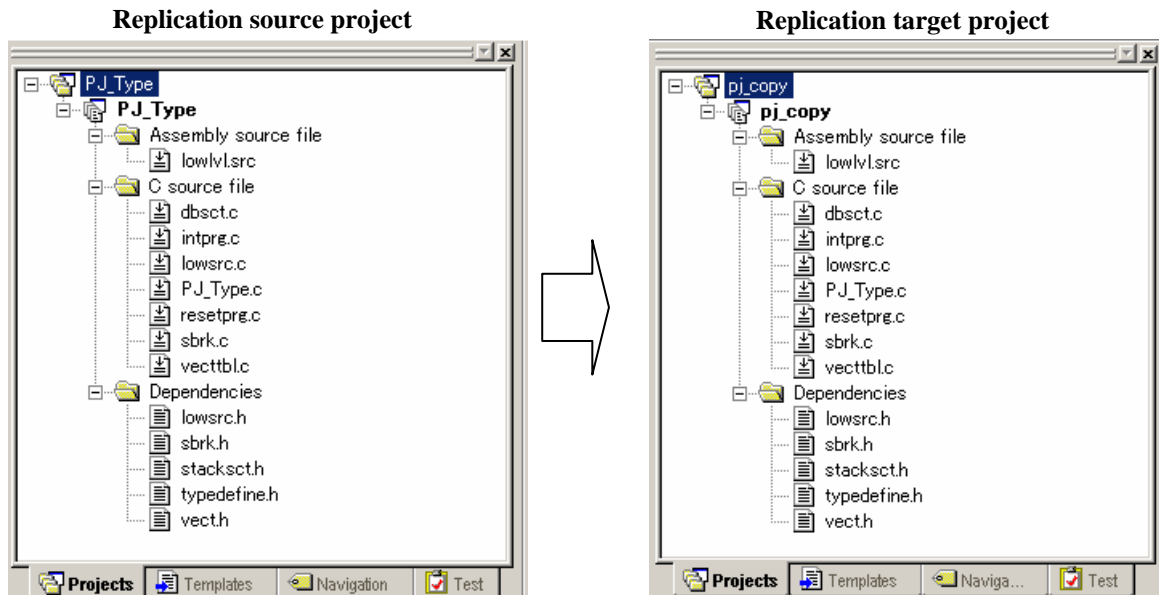 Replication source project
PJ_Type
PJ_Type
Assembly source file
lowlvl.src
C source file
dbsct.c
intprg.c
lowsrc.c
PJ_Type.c
resetprg.c
sbrk.c
vecttbl.c
Dependencies
lowsrc.h
sbrk.h
stacksct.h
typedefine.h
vect.h
Projects Templates Navigation Test
Replication target project
pj_copy
pj_copy
Assembly source file
lowlvl.src
C source file
dbsct.c
intprg.c
lowsrc.c
PJ_Type.c
resetprg.c
sbrk.c
vecttbl.c
Dependencies
lowsrc.h
sbrk.h
stacksct.h
typedefine.h
vect.h
Projects Templates Naviga... Test